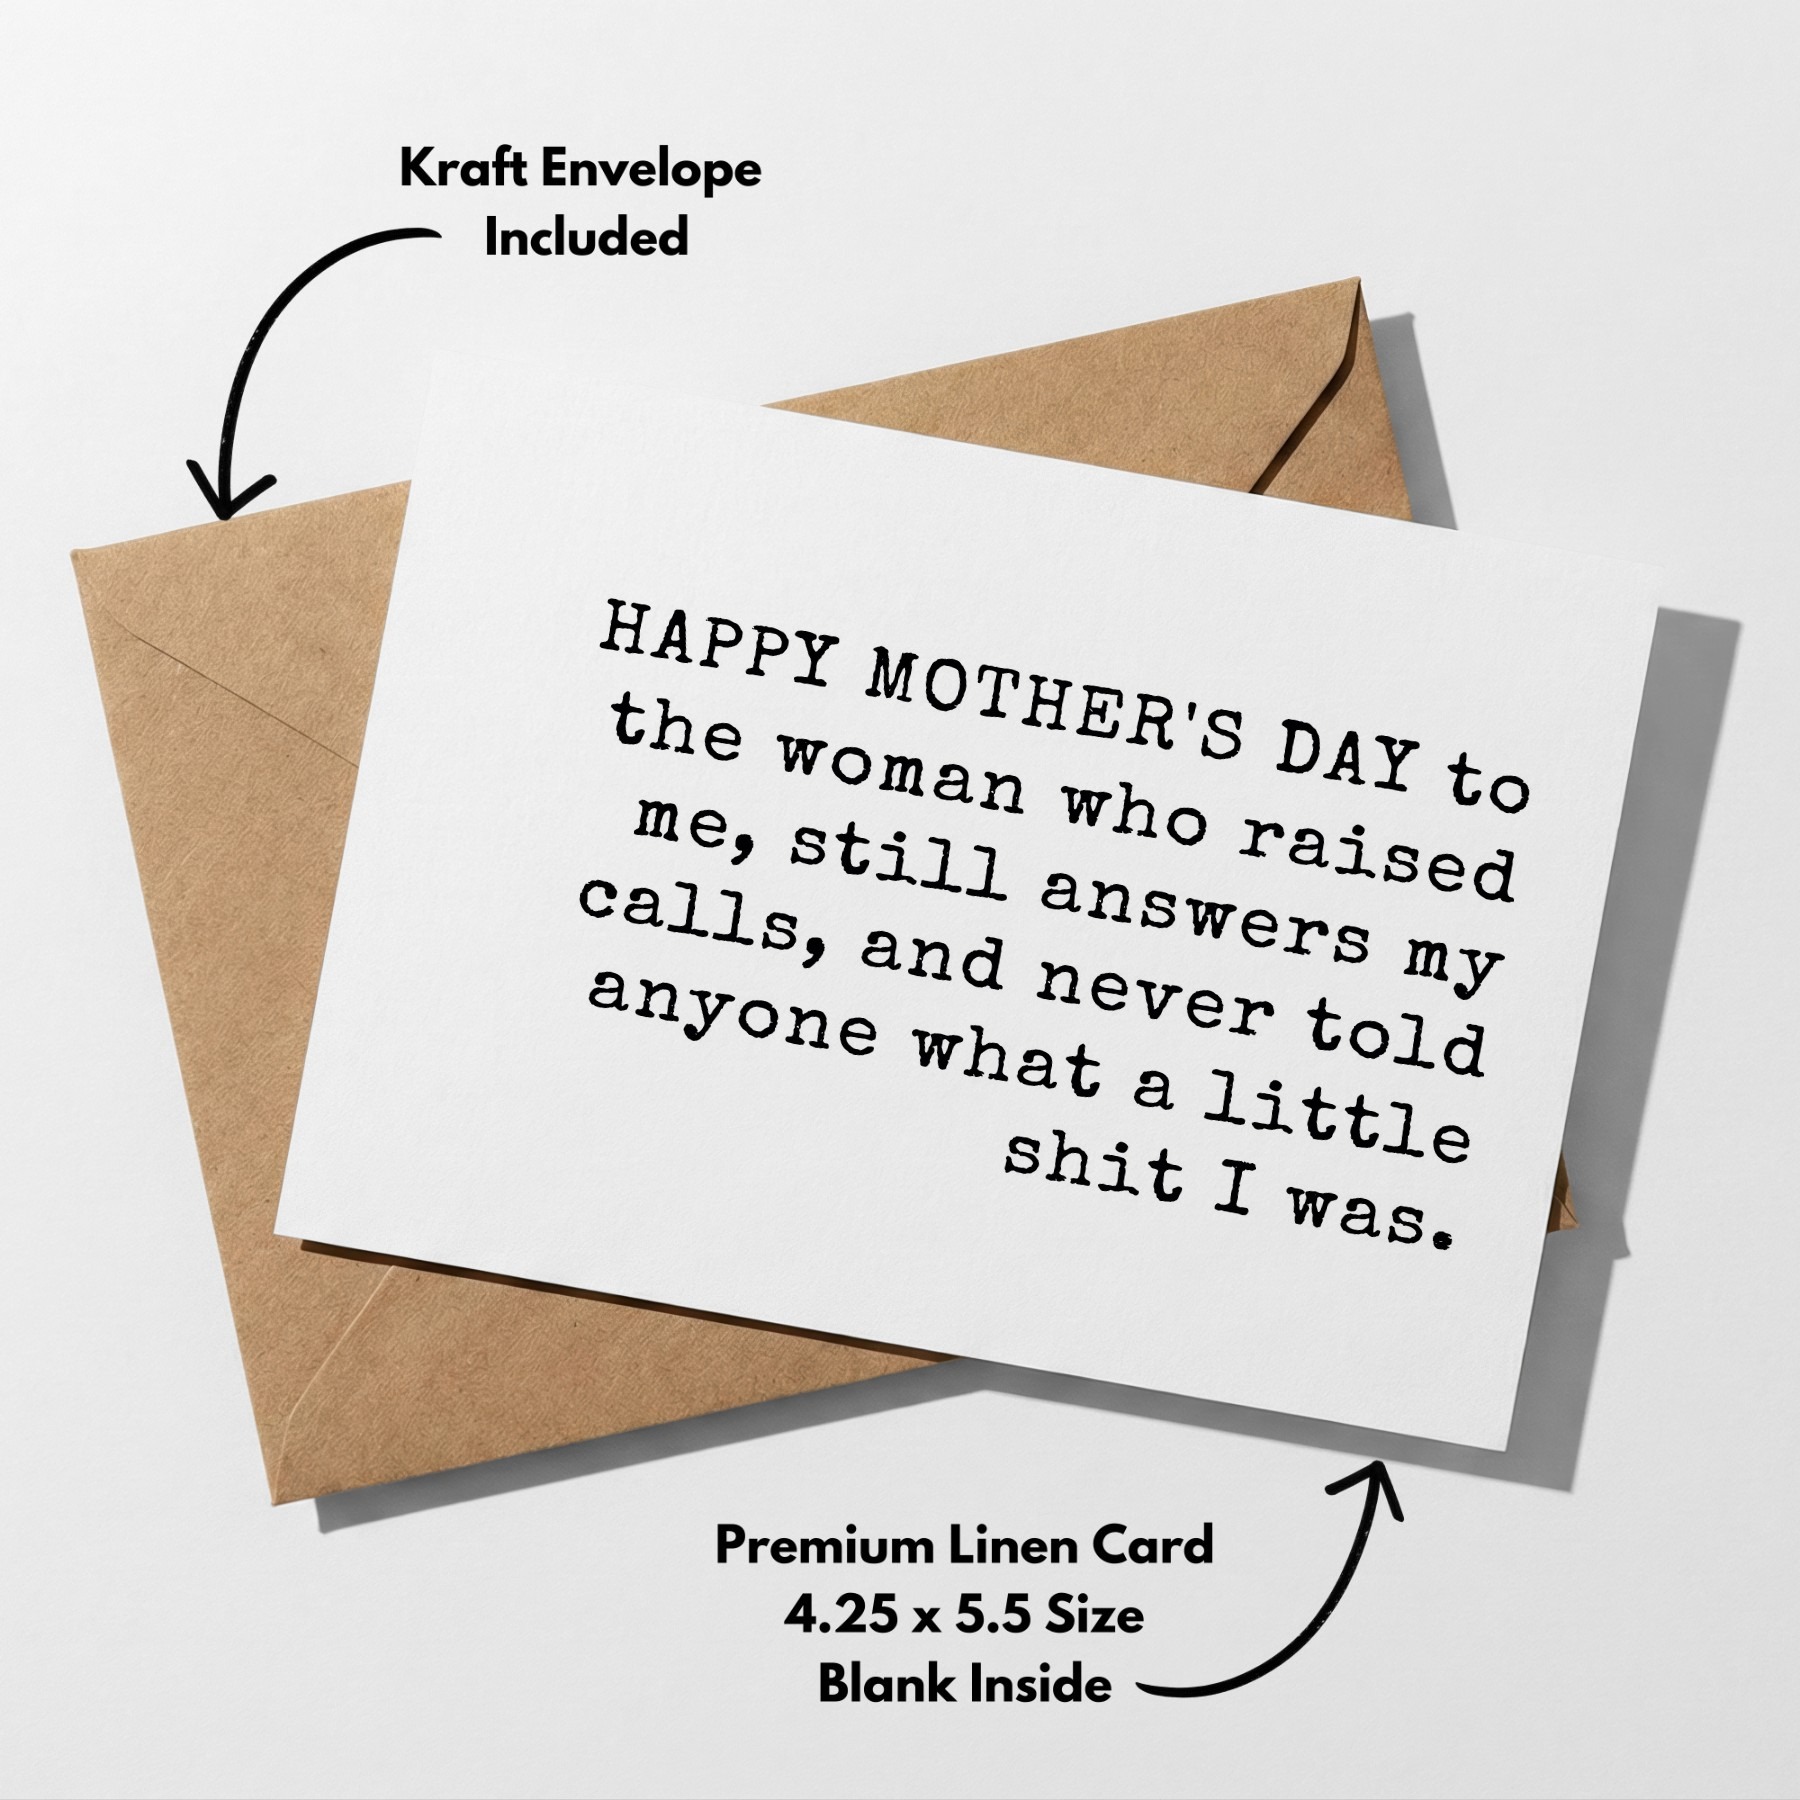 Kraft Envelope
Included
HAPPY MOTHER'S DAY to
the woman who raised
me, still answers my
calls, and never told
anyone what a little
shit I was.
Premium Linen Card
4.25 x 5.5 Size
Blank Inside